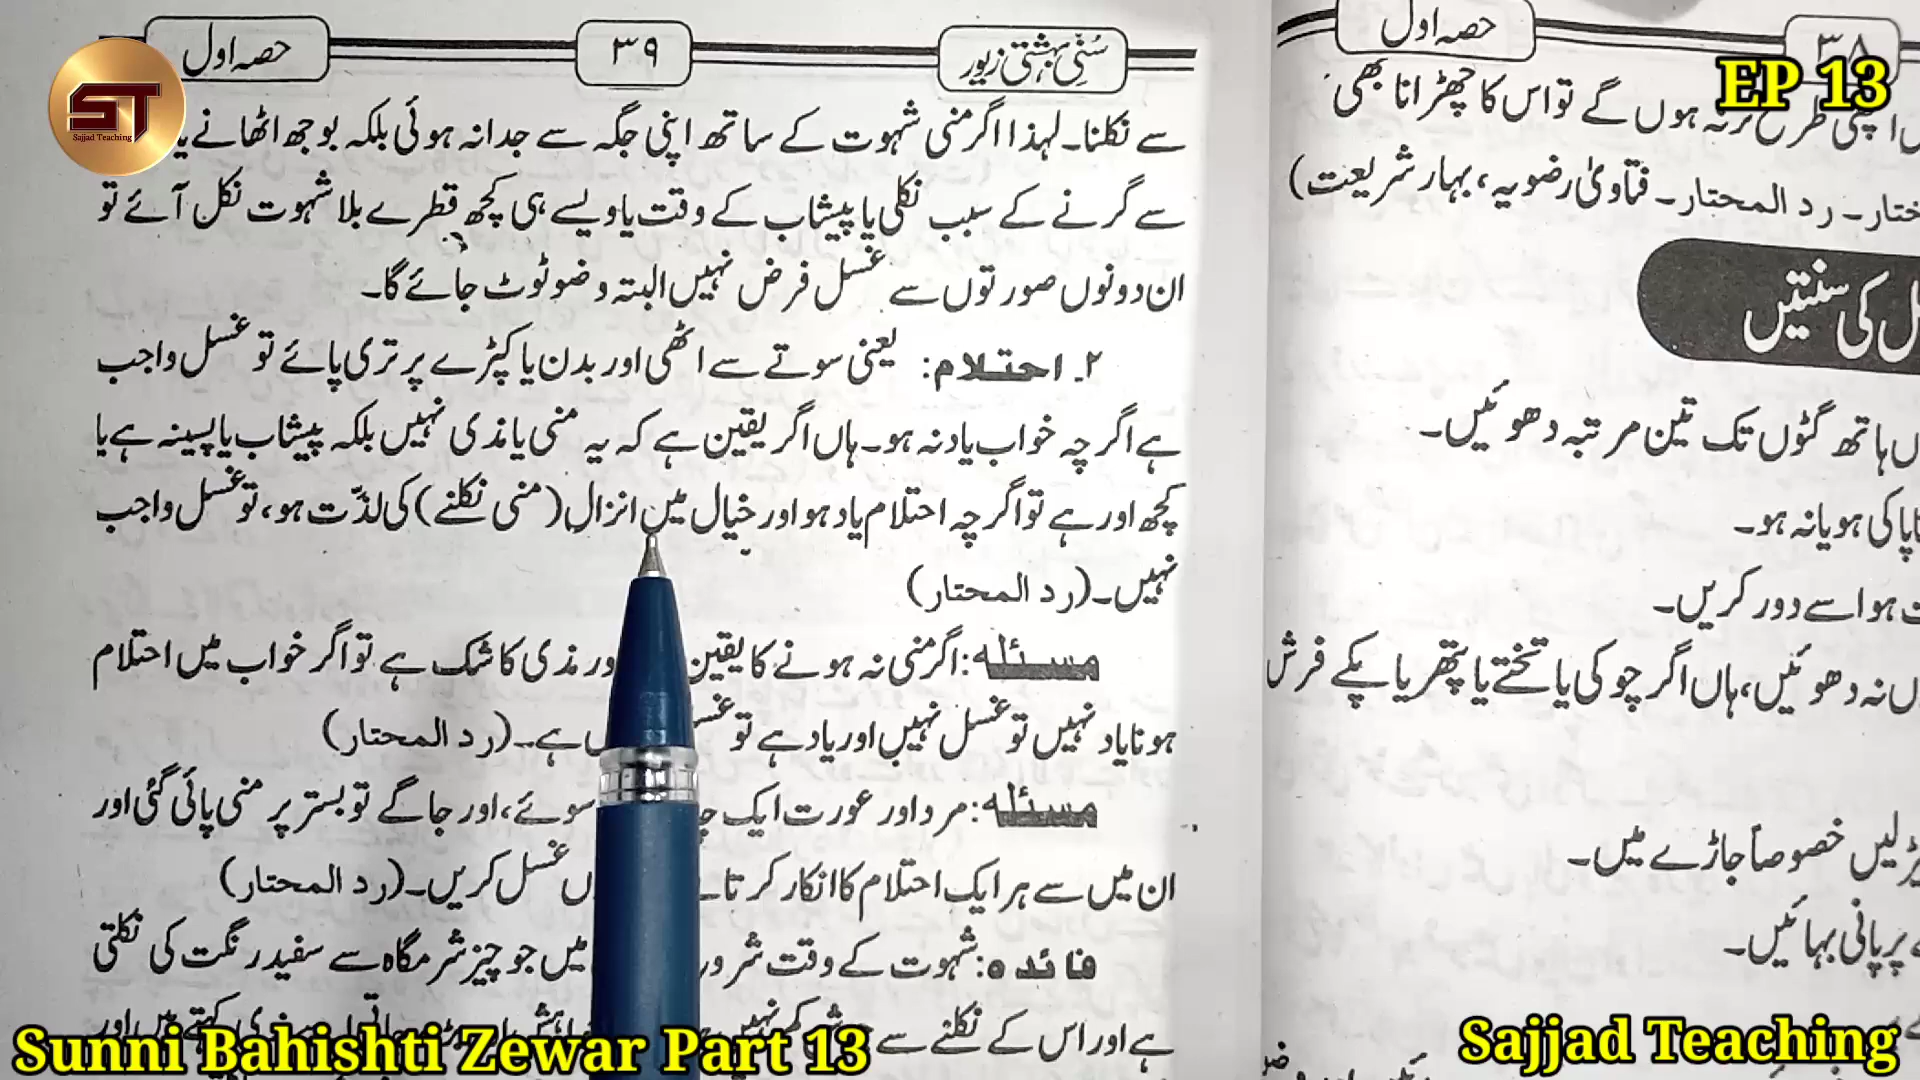 حصہ اول
۳۸
EP 13
ہوں گے تو اس کا چھڑانا بھی
رد المحتار۔ فتاویٰ رضویہ، بہار شریعت)
کی سنتیں
ہاتھ گٹوں تک تین مرتبہ دھوئیں۔
ناپاکی ہو یا نہ ہو۔
ہو اسے دور کریں۔
نہ دھوئیں، ہاں اگر چوکی یا تختے یا پتھر یا پکے فرش
لیں خصوصاً جاڑے میں۔
پر پانی بہائیں۔
سُنّی بہشتی زیور
۳۹
حصہ اول
ST
Sajjad Teaching
سے نکلنا۔ لہذا اگر منی شہوت کے ساتھ اپنی جگہ سے جدا نہ ہوئی بلکہ بوجھ اٹھانے
سے گرنے کے سبب نکلی یا پیشاب کے وقت یا ویسے ہی کچھ قطرے بلا شہوت نکل آئے تو
ان دونوں صورتوں سے غسل فرض نہیں البتہ وضو ٹوٹ جائے گا۔
۲۔ احتلام: یعنی سوتے سے اٹھی اور بدن یا کپڑے پر تری پائے تو غسل واجب
ہے اگر چہ خواب یاد نہ ہو۔ ہاں اگر یقین ہے کہ یہ منی یا مذی نہیں بلکہ پیشاب یا پسینہ ہے یا
کچھ اور ہے تو اگر چہ احتلام یاد ہو اور خیال میں انزال (منی نکلنے) کی لذّت ہو، تو غسل واجب
نہیں۔ (رد المحتار)
مسئلہ: اگر منی نہ ہونے کا یقین ور مذی کا شک ہے تو اگر خواب میں احتلام
ہونا یاد نہیں تو غسل نہیں اور یاد ہے تو ہے۔ (رد المحتار)
مسئلہ: مرد اور عورت ایک سوئے، اور جاگے تو بستر پر منی پائی گئی اور
ان میں سے ہر ایک احتلام کا انکار کرتا غسل کریں۔ (رد المحتار)
فائدہ: شہوت کے وقت شرو میں جو چیز شرمگاہ سے سفید رنگت کی نکلتی
ہے اور اس کے نکلنے سے
Sunni Bahishti Zewar Part 13
Sajjad Teaching